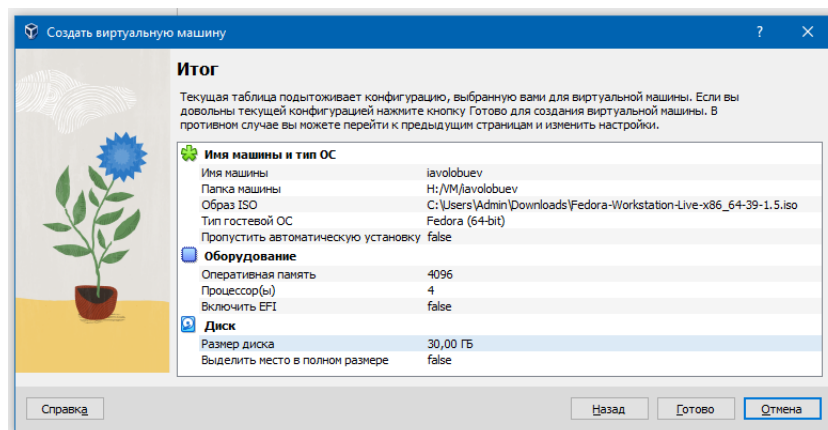 Создать виртуальную машину
Итог
Текущая таблица подытоживает конфигурацию, выбранную вами для виртуальной машины. Если вы
довольны текущей конфигурацией нажмите кнопку Готово для создания виртуальной машины. В
противном случае вы можете перейти к предыдущим страницам и изменить настройки.
Имя машины и тип ОС
Имя машины iavolobuev
Папка машины H:/VM/iavolobuev
Образ ISO C:\Users\Admin\Downloads\Fedora-Workstation-Live-x86_64-39-1.5.iso
Тип гостевой ОС Fedora (64-bit)
Пропустить автоматическую установку false
Оборудование
Оперативная память 4096
Процессор(ы) 4
Включить EFI false
Диск
Размер диска 30,00 ГБ
Выделить место в полном размере false
Справка Назад Готово Отмена